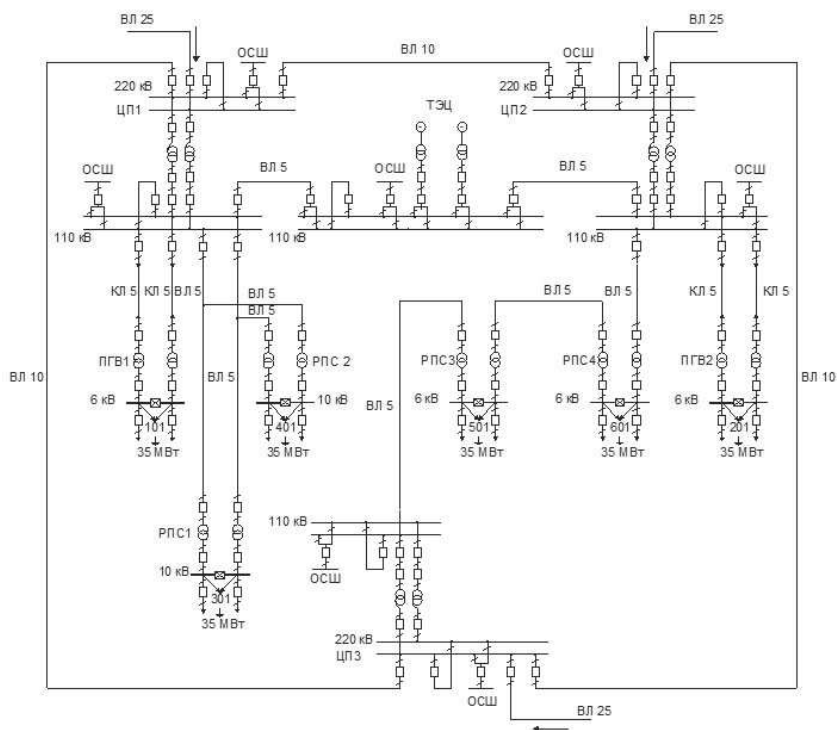 ВЛ 25
ВЛ 25
ОСШ
ВЛ 10
ОСШ
220 кВ
220 кВ
ЦП1
ТЭЦ
ЦП2
ОСШ
ВЛ 5
ОСШ
ВЛ 5
ОСШ
110 кВ
110 кВ
110 кВ
КЛ 5
КЛ 5
ВЛ 5
ВЛ 5
ВЛ 5
ВЛ 5
ВЛ 5
КЛ 5
КЛ 5
ПГВ1
РПС 2
РПС3
РПС4
ПГВ2
ВЛ 10
ВЛ 5
ВЛ 5
ВЛ 10
6 кВ
10 кВ
6 кВ
6 кВ
6 кВ
101
401
501
601
201
35 МВт
35 МВт
35 МВт
35 МВт
35 МВт
110 кВ
РПС1
10 кВ
ОСШ
301
35 МВт
220 кВ
ЦП3
ОСШ
ВЛ 25